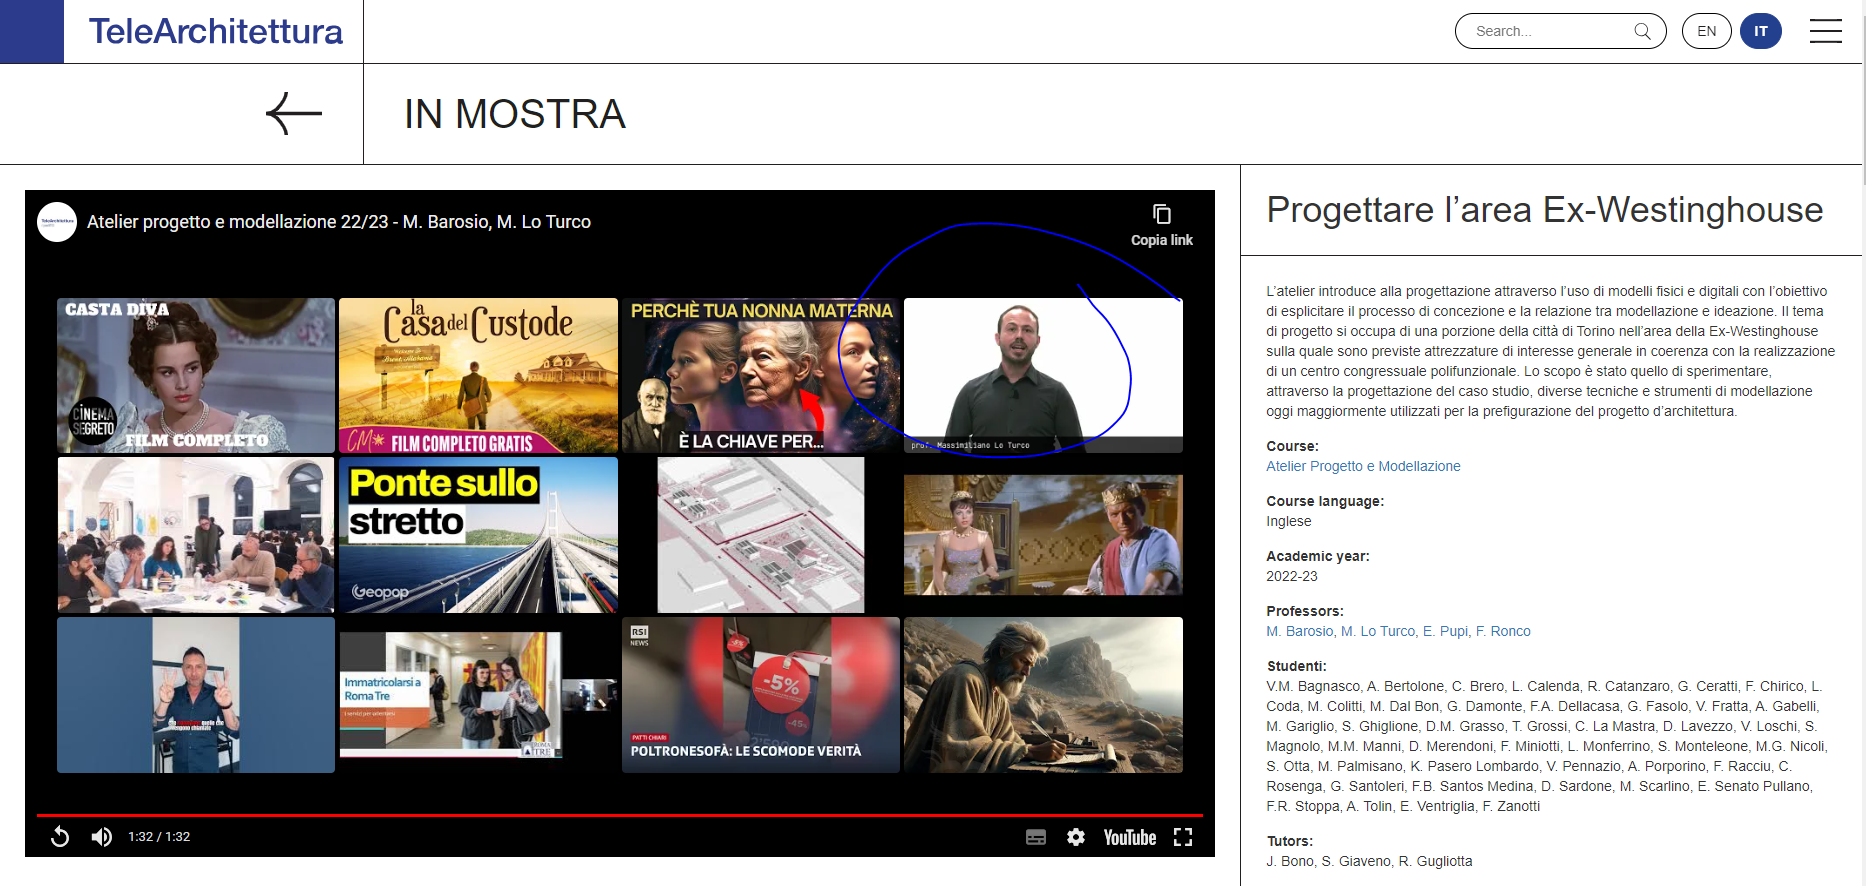 TeleArchitettura
Search...
EN
IT
IN MOSTRA
Atelier progetto e modellazione 22/23 - M. Barosio, M. Lo Turco
Copia link
CASTA DIVA
CINEMA
SEGRETO
FILM COMPLETO
la
Casa del Custode
CM
FILM COMPLETO GRATIS
PERCHÈ TUA NONNA MATERNA
È LA CHIAVE PER...
prof. Massimiliano Lo Turco
Ponte sullo
stretto
Geopop
Immatricolarsi a
Roma Tre
I servizi per studenti
ROMA
TRE
RSI
NEWS
-5%
-5%
-45%
PATTI CHIARI
POLTRONESOFÀ: LE SCOMODE VERITÀ
1:32 / 1:32
YouTube
Progettare l’area Ex-Westinghouse
L’atelier introduce alla progettazione attraverso l’uso di modelli fisici e digitali con l’obiettivo
di esplicitare il processo di concezione e la relazione tra modellazione e ideazione. Il tema
di progetto si occupa di una porzione della città di Torino nell’area della Ex-Westinghouse
sulla quale sono previste attrezzature di interesse generale in coerenza con la realizzazione
di un centro congressuale polifunzionale. Lo scopo è stato quello di sperimentare,
attraverso la progettazione del caso studio, diverse tecniche e strumenti di modellazione
oggi maggiormente utilizzati per la prefigurazione del progetto d’architettura.
Course:
Atelier Progetto e Modellazione
Course language:
Inglese
Academic year:
2022-23
Professors:
M. Barosio, M. Lo Turco, E. Pupi, F. Ronco
Studenti:
V.M. Bagnasco, A. Bertolone, C. Brero, L. Calenda, R. Catanzaro, G. Ceratti, F. Chirico, L.
Coda, M. Colitti, M. Dal Bon, G. Damonte, F.A. Dellacasa, G. Fasolo, V. Fratta, A. Gabelli,
M. Gariglio, S. Ghiglione, D.M. Grasso, T. Grossi, C. La Mastra, D. Lavezzo, V. Loschi, S.
Magnolo, M.M. Manni, D. Merendoni, F. Miniotti, L. Monferrino, S. Monteleone, M.G. Nicoli,
S. Otta, M. Palmisano, K. Pasero Lombardo, V. Pennazio, A. Porporino, F. Racciu, C.
Rosenga, G. Santoleri, F.B. Santos Medina, D. Sardone, M. Scarlino, E. Senato Pullano,
F.R. Stoppa, A. Tolin, E. Ventriglia, F. Zanotti
Tutors:
J. Bono, S. Giaveno, R. Gugliotta